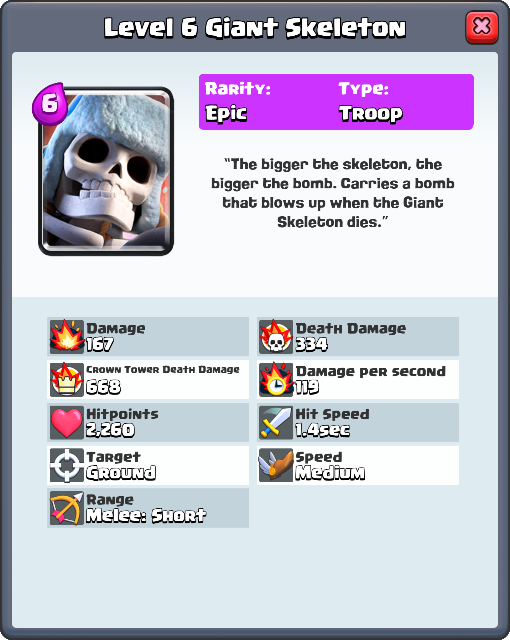 Level 6 Giant Skeleton
6
Rarity: Type:
Epic Troop
"The bigger the skeleton, the
bigger the bomb. Carries a bomb
that blows up when the Giant
Skeleton dies."
Damage
167
Death Damage
334
Crown Tower Death Damage
668
Damage per second
119
Hitpoints
2,260
Hit Speed
1.4sec
Target
Ground
Speed
Medium
Range
Melee: Short